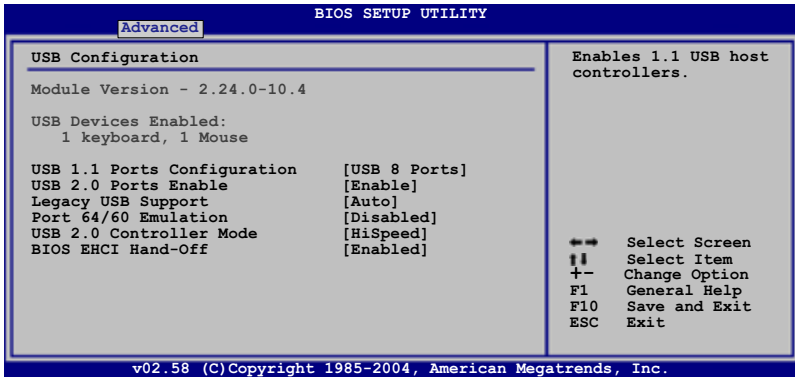 BIOS SETUP UTILITY
Advanced
USB Configuration
Module Version - 2.24.0-10.4
USB Devices Enabled:
1 keyboard, 1 Mouse
USB 1.1 Ports Configuration [USB 8 Ports]
USB 2.0 Ports Enable [Enable]
Legacy USB Support [Auto]
Port 64/60 Emulation [Disabled]
USB 2.0 Controller Mode [HiSpeed]
BIOS EHCI Hand-Off [Enabled]
Enables 1.1 USB host
controllers.
←→ Select Screen
↑↓ Select Item
+- Change Option
F1 General Help
F10 Save and Exit
ESC Exit
v02.58 (C)Copyright 1985-2004, American Megatrends, Inc.